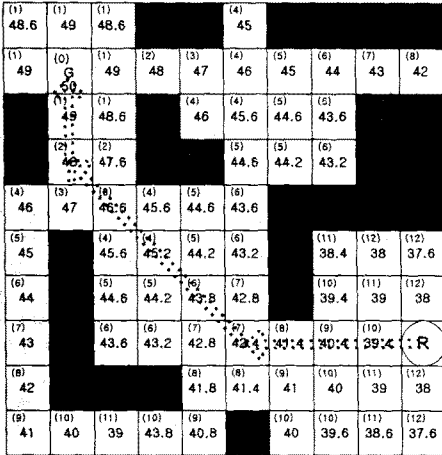 (1) (1) (1) (4)
48.6 49 48.6 45
(1) (0) (1) (2) (3) (4) (5) (6) (7) (8)
G
49 50 49 48 47 46 45 44 43 42
(1) (2) (4) (4) (5) (5)
49 48.6 46 45.6 44.6 43.6
(2) (2) (5) (5) (6)
47.6 44.6 44.2 43.2
(4) (3) (4) (5) (6)
46 47 46.6 45.6 44.6 43.6
(5) (4) (4) (5) (6) (11) (12) (12)
45 45.6 45.2 44.2 43.2 38.4 38 37.6
(6) (5) (5) (6) (7) (10) (11) (12)
44 44.6 44.2 43.8 42.8 39.4 39 38
(7) (6) (6) (7) (7) (8) (9) (10)
43 43.6 43.2 42.8 42.4 41.4 40.4 39.4 R
(8) (8) (8) (9) (10) (11) (12)
42 41.8 41.4 41 40 39 38
(9) (10) (11) (10) (9) (10) (10) (11) (12)
41 40 39 43.8 40.8 40 39.6 38.6 37.6